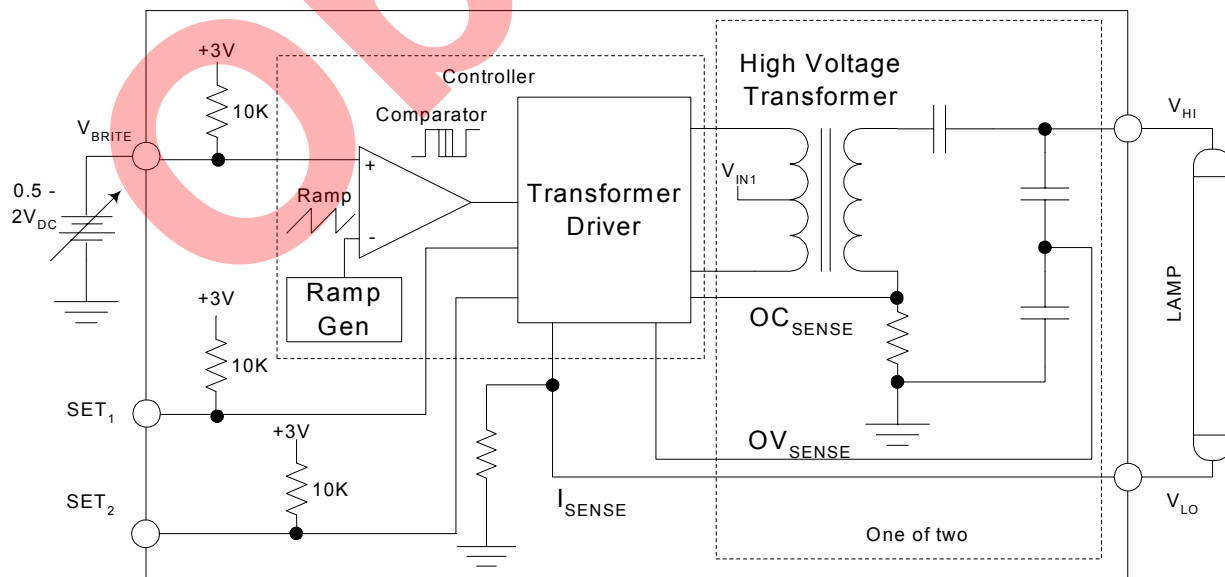 +3V
10K
V_BRITE
0.5 -
2V_DC
Controller
Comparator
+
Ramp
-
Ramp
Gen
Transformer
Driver
High Voltage
Transformer
V_IN1
V_HI
LAMP
+3V
10K
SET_1
OC_SENSE
+3V
10K
SET_2
OV_SENSE
I_SENSE
V_LO
One of two